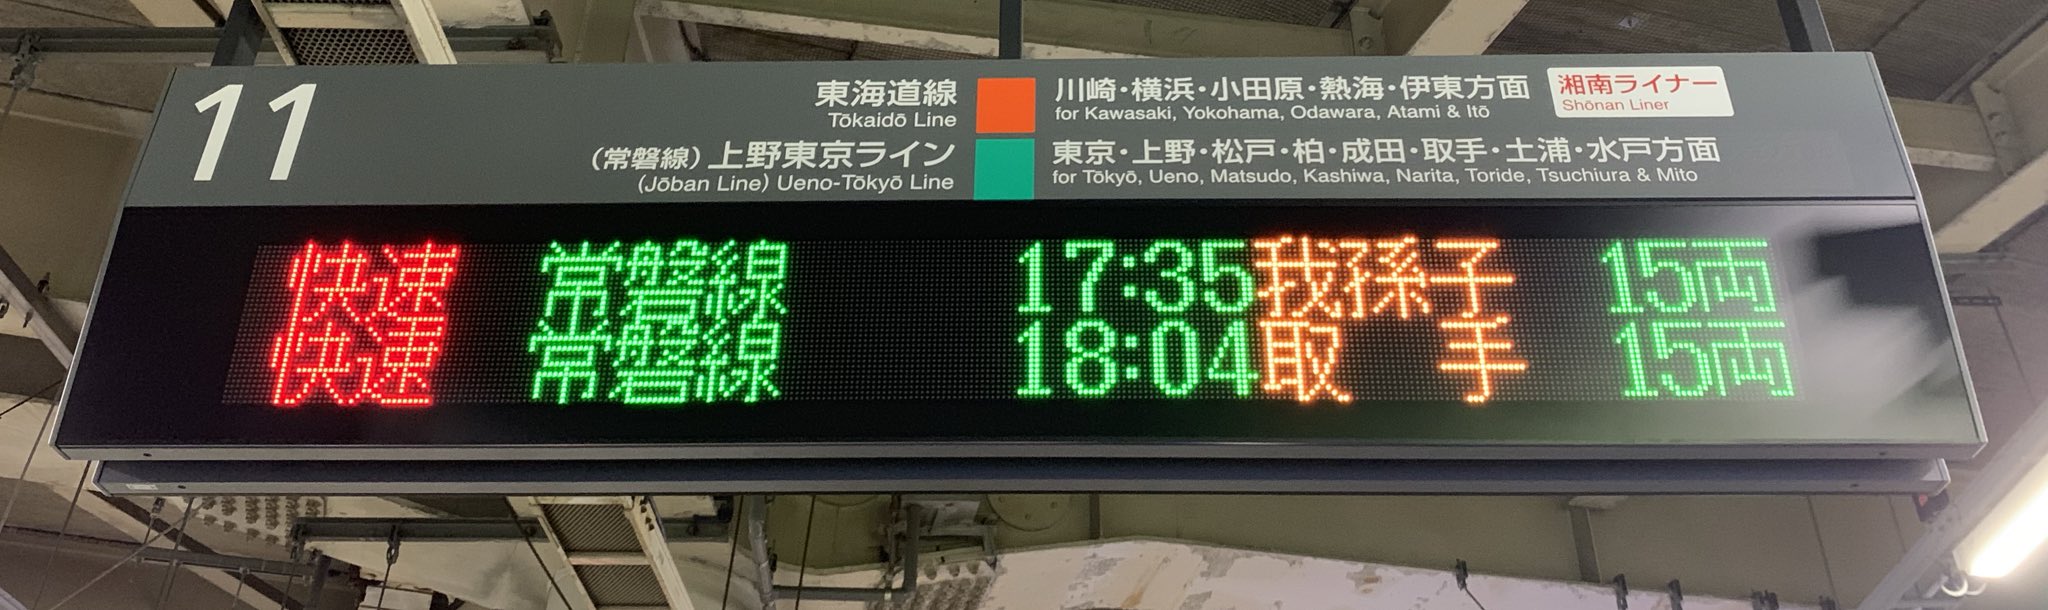 11
東海道線 川崎・横浜・小田原・熱海・伊東方面 湘南ライナー
Tōkaidō Line for Kawasaki, Yokohama, Odawara, Atami & Itō Shōnan Liner
(常磐線)上野東京ライン 東京・上野・松戸・柏・成田・取手・土浦・水戸方面
(Jōban Line) Ueno-Tōkyō Line for Tōkyō, Ueno, Matsudo, Kashiwa, Narita, Toride, Tsuchiura & Mito
快速 常磐線 17:35 我孫子 15両
快速 常磐線 18:04 取 手 15両